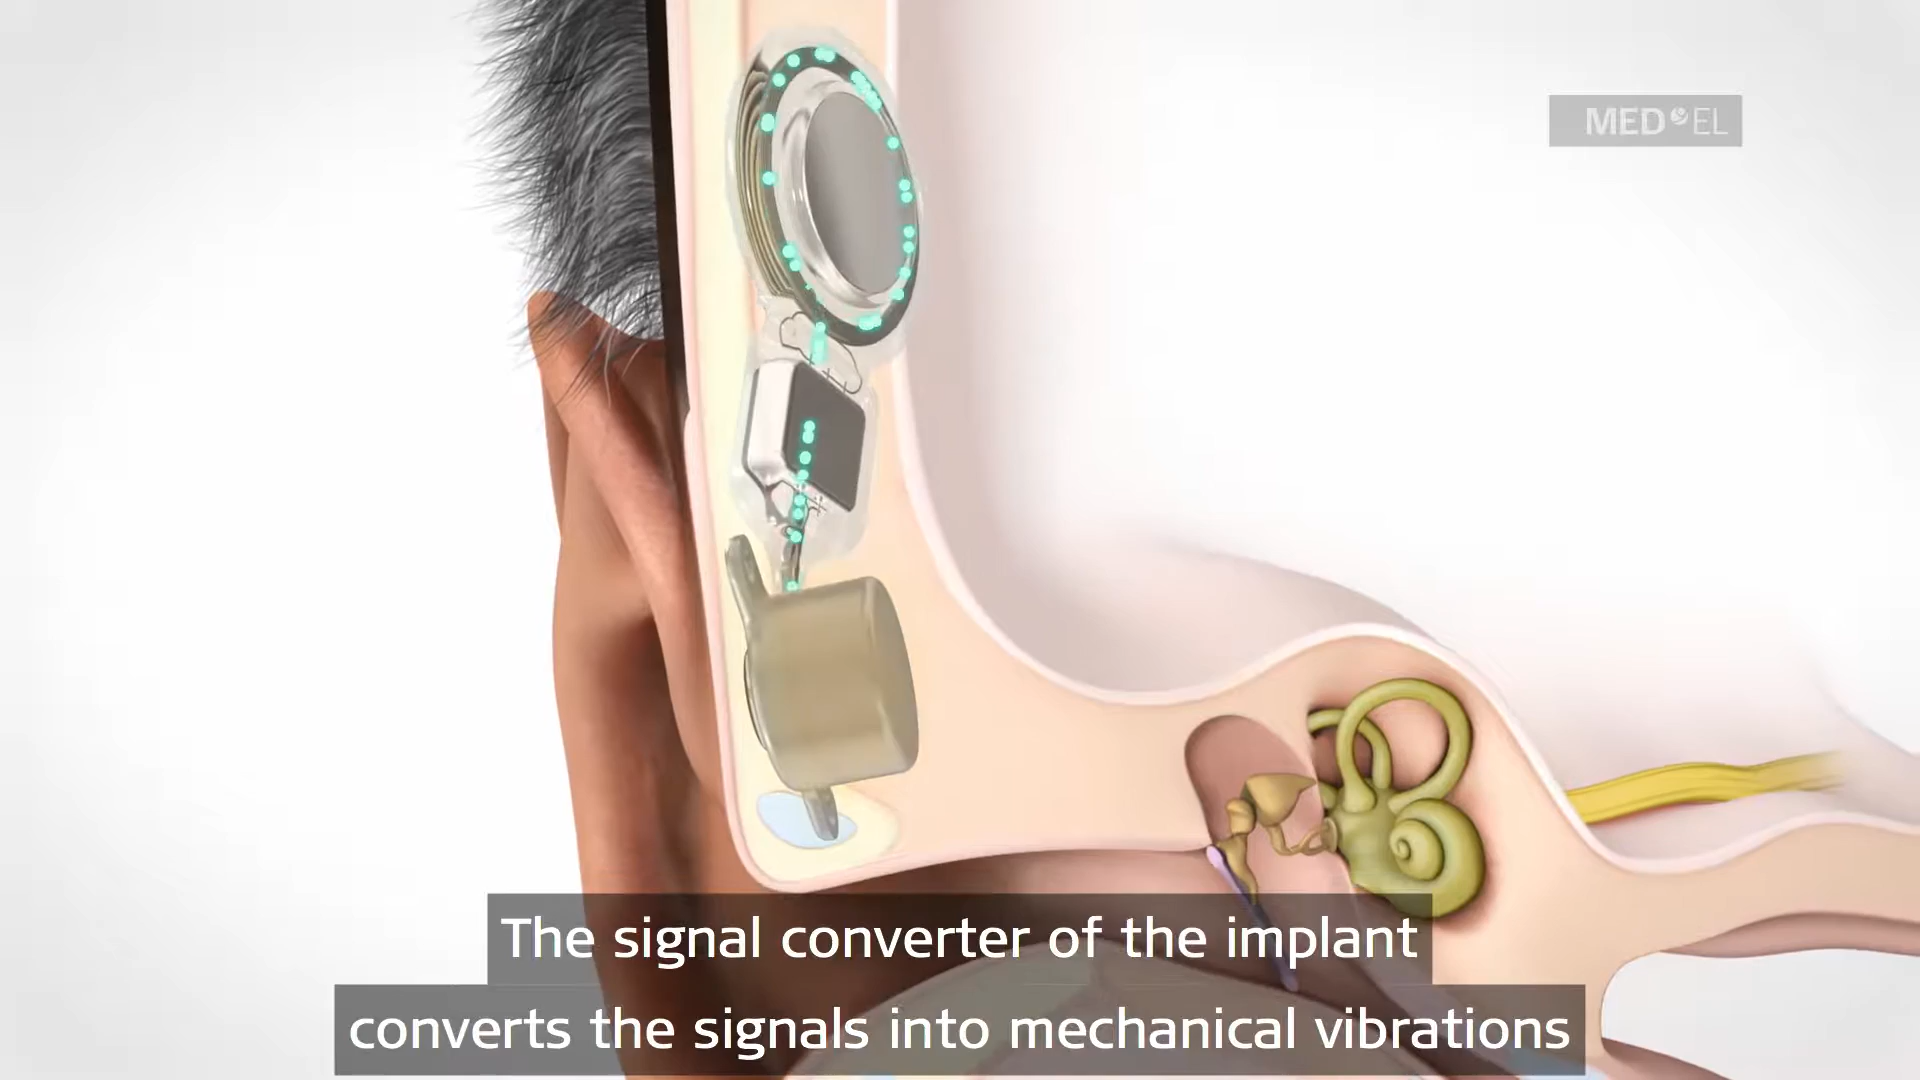 MED-EL
The signal converter of the implant
converts the signals into mechanical vibrations